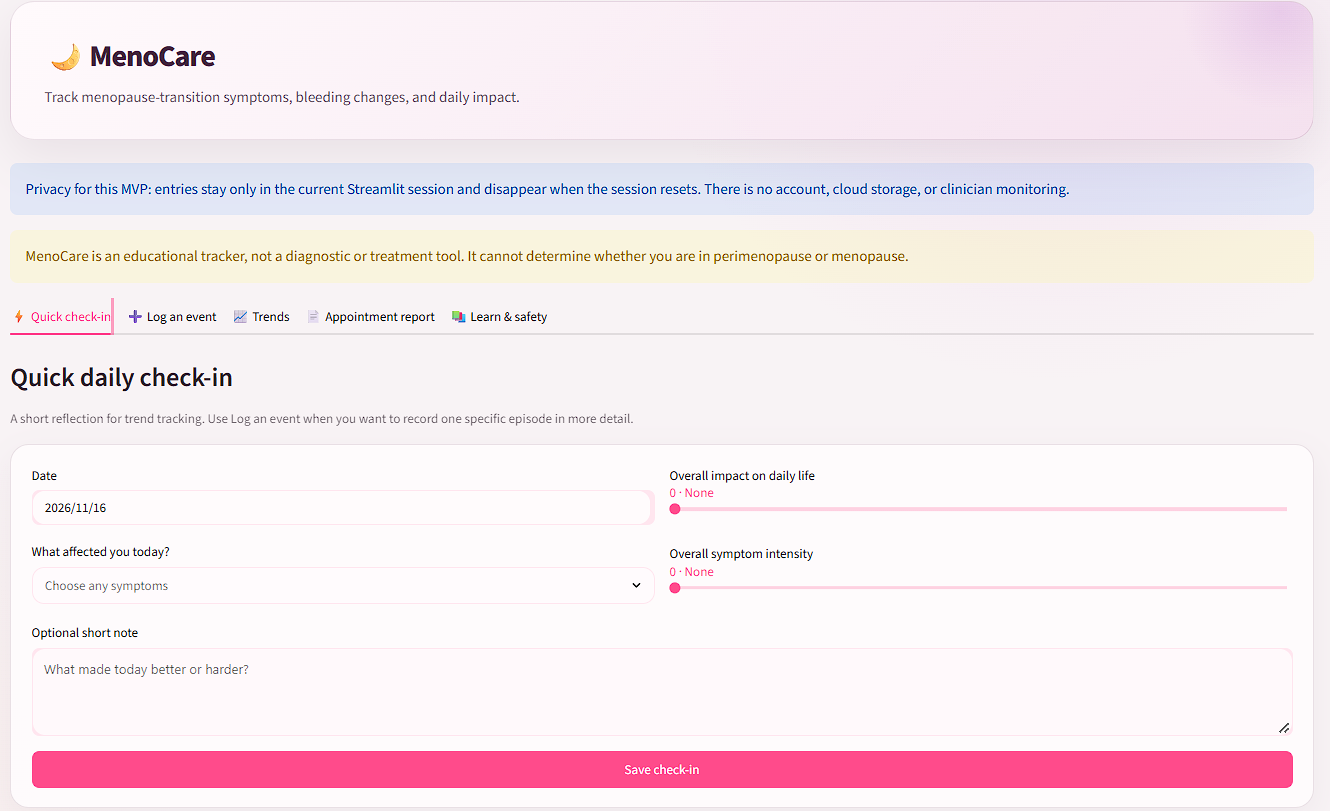 MenoCare
Track menopause-transition symptoms, bleeding changes, and daily impact.
Privacy for this MVP: entries stay only in the current Streamlit session and disappear when the session resets. There is no account, cloud storage, or clinician monitoring.
MenoCare is an educational tracker, not a diagnostic or treatment tool. It cannot determine whether you are in perimenopause or menopause.
Quick check-in Log an event Trends Appointment report Learn & safety
Quick daily check-in
A short reflection for trend tracking. Use Log an event when you want to record one specific episode in more detail.
Date
2026/11/16
What affected you today?
Choose any symptoms
Overall impact on daily life
0 · None
Overall symptom intensity
0 · None
Optional short note
What made today better or harder?
Save check-in